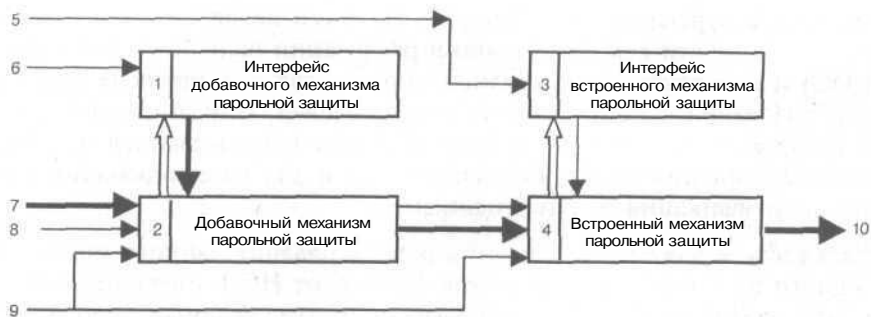 5
6
1
Интерфейс
добавочного механизма
парольной защиты
3
Интерфейс
встроенного механизма
парольной защиты
7
8
2
Добавочный механизм
парольной защиты
4
Встроенный механизм
парольной защиты
10
9